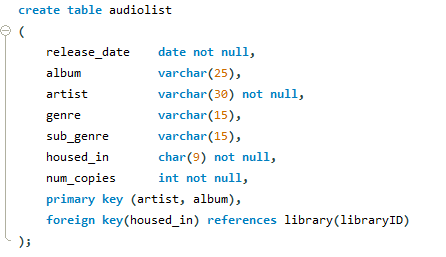 create table audiolist
(
release_date date not null,
album varchar(25),
artist varchar(30) not null,
genre varchar(15),
sub_genre varchar(15),
housed_in char(9) not null,
num_copies int not null,
primary key (artist, album),
foreign key(housed_in) references library(libraryID)
);